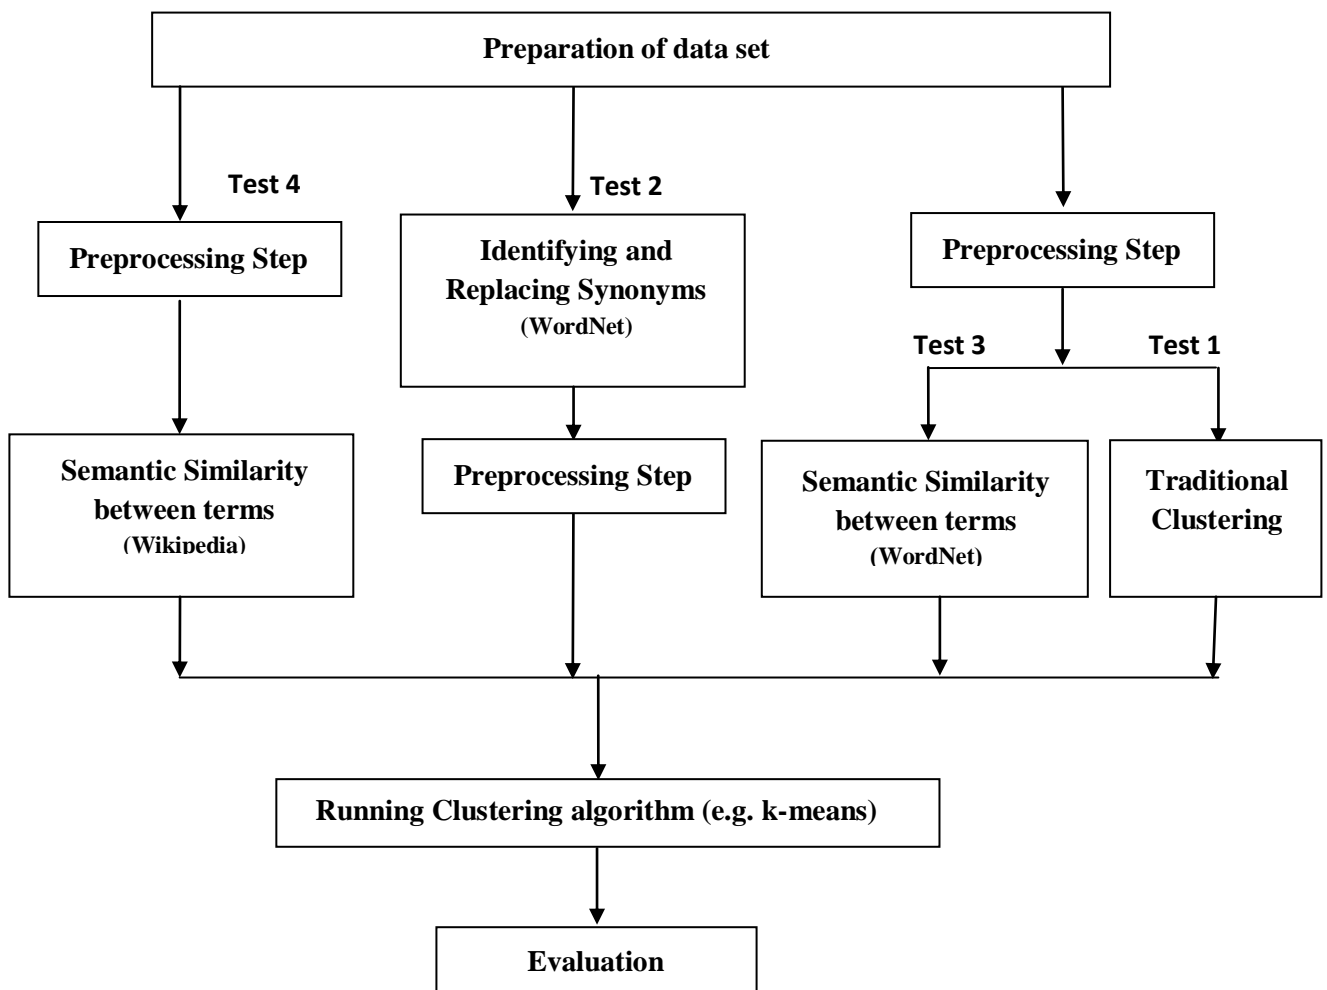 Preparation of data set
Test 4
Test 2
Preprocessing Step
Identifying and
Replacing Synonyms
(WordNet)
Preprocessing Step
Test 3
Test 1
Semantic Similarity
between terms
(Wikipedia)
Preprocessing Step
Semantic Similarity
between terms
(WordNet)
Traditional
Clustering
Running Clustering algorithm (e.g. k-means)
Evaluation